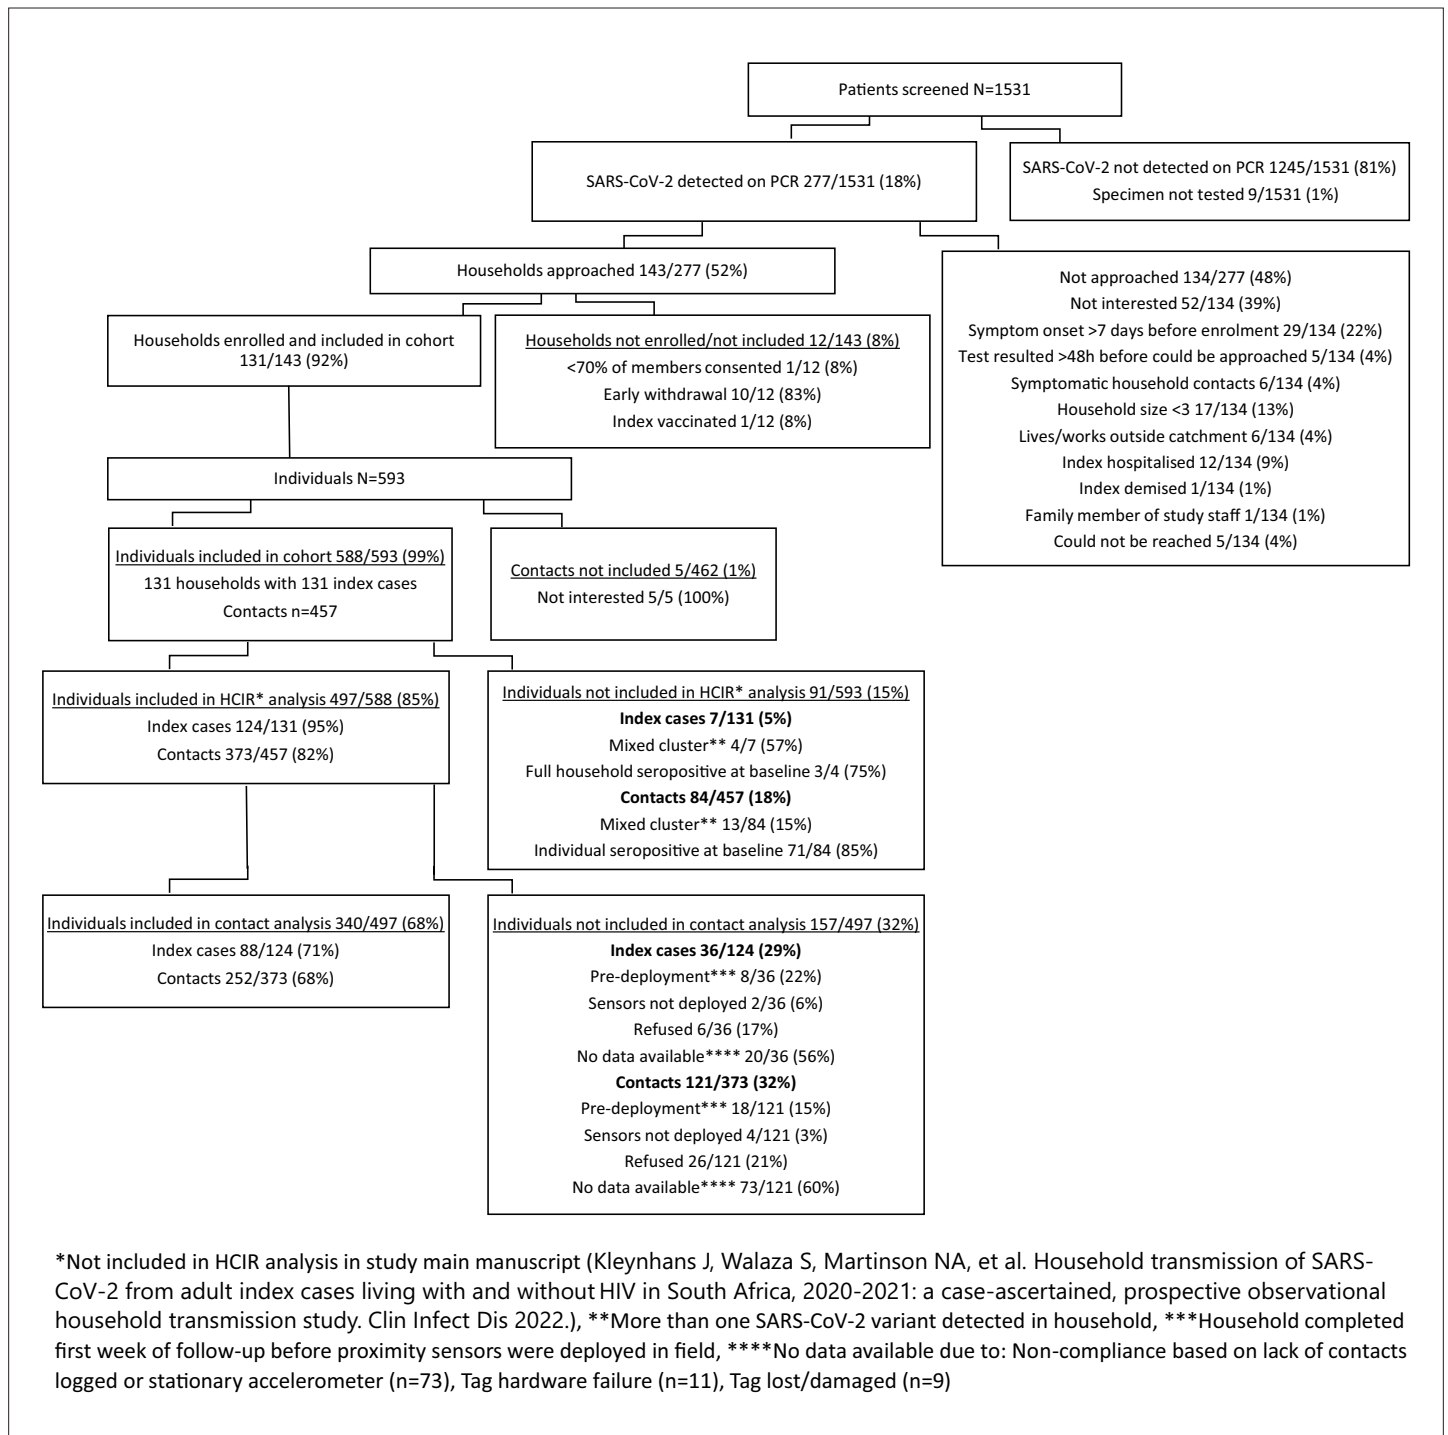 Patients screened N=1531
SARS-CoV-2 detected on PCR 277/1531 (18%)
SARS-CoV-2 not detected on PCR 1245/1531 (81%)
Specimen not tested 9/1531 (1%)
Households approached 143/277 (52%)
Not approached 134/277 (48%)
Not interested 52/134 (39%)
Symptom onset >7 days before enrolment 29/134 (22%)
Test resulted >48h before could be approached 5/134 (4%)
Symptomatic household contacts 6/134 (4%)
Household size <3 17/134 (13%)
Lives/works outside catchment 6/134 (4%)
Index hospitalised 12/134 (9%)
Index demised 1/134 (1%)
Family member of study staff 1/134 (1%)
Could not be reached 5/134 (4%)
Households enrolled and included in cohort
131/143 (92%)
Households not enrolled/not included 12/143 (8%)
<70% of members consented 1/12 (8%)
Early withdrawal 10/12 (83%)
Index vaccinated 1/12 (8%)
Individuals N=593
Individuals included in cohort 588/593 (99%)
131 households with 131 index cases
Contacts n=457
Contacts not included 5/462 (1%)
Not interested 5/5 (100%)
Individuals included in HCIR* analysis 497/588 (85%)
Index cases 124/131 (95%)
Contacts 373/457 (82%)
Individuals not included in HCIR* analysis 91/593 (15%)
Index cases 7/131 (5%)
Mixed cluster** 4/7 (57%)
Full household seropositive at baseline 3/4 (75%)
Contacts 84/457 (18%)
Mixed cluster** 13/84 (15%)
Individual seropositive at baseline 71/84 (85%)
Individuals included in contact analysis 340/497 (68%)
Index cases 88/124 (71%)
Contacts 252/373 (68%)
Individuals not included in contact analysis 157/497 (32%)
Index cases 36/124 (29%)
Pre-deployment*** 8/36 (22%)
Sensors not deployed 2/36 (6%)
Refused 6/36 (17%)
No data available**** 20/36 (56%)
Contacts 121/373 (32%)
Pre-deployment*** 18/121 (15%)
Sensors not deployed 4/121 (3%)
Refused 26/121 (21%)
No data available**** 73/121 (60%)
*Not included in HCIR analysis in study main manuscript (Kleynhans J, Walaza S, Martinson NA, et al. Household transmission of SARS-
CoV-2 from adult index cases living with and without HIV in South Africa, 2020-2021: a case-ascertained, prospective observational
household transmission study. Clin Infect Dis 2022.), **More than one SARS-CoV-2 variant detected in household, ***Household completed
first week of follow-up before proximity sensors were deployed in field, ****No data available due to: Non-compliance based on lack of contacts
logged or stationary accelerometer (n=73), Tag hardware failure (n=11), Tag lost/damaged (n=9)